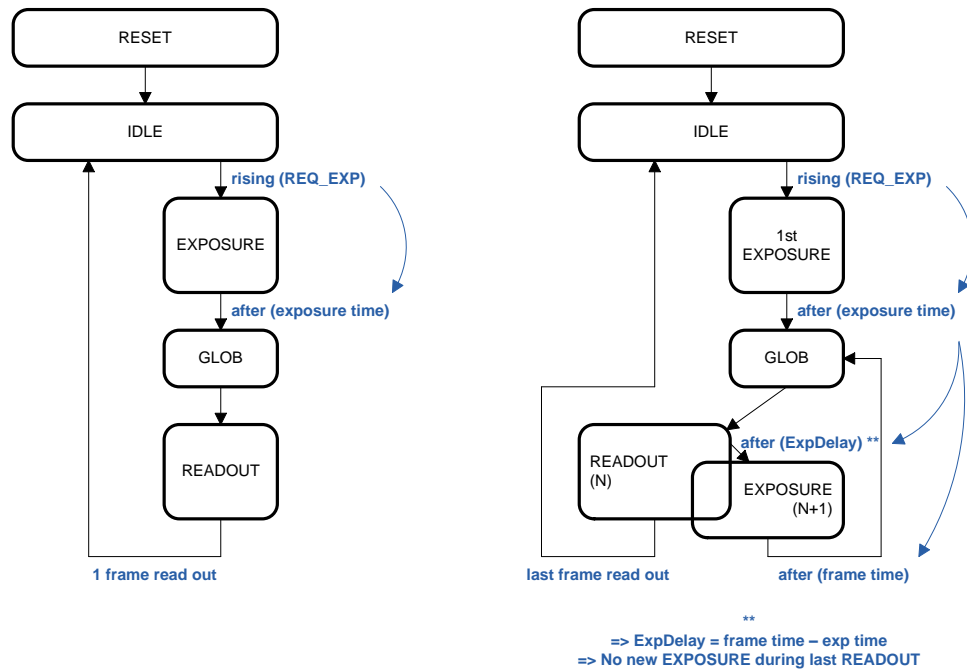 RESET
IDLE
rising (REQ_EXP)
EXPOSURE
after (exposure time)
GLOB
READOUT
1 frame read out
RESET
IDLE
rising (REQ_EXP)
1st
EXPOSURE
after (exposure time)
GLOB
after (ExpDelay) **
READOUT
(N)
EXPOSURE
(N+1)
last frame read out
after (frame time)
**
=> ExpDelay = frame time – exp time
=> No new EXPOSURE during last READOUT